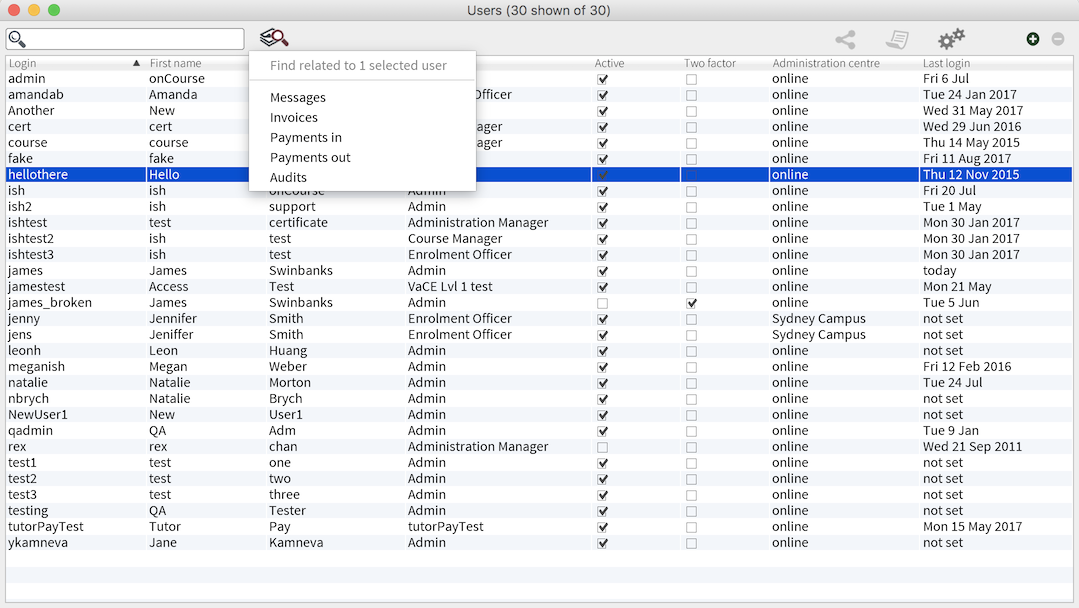 Users (30 shown of 30)
Login First name Active Two factor Administration centre Last login
Find related to 1 selected user
Messages
Invoices
Payments in
Payments out
Audits
admin onCourse online Fri 6 Jul
amandab Amanda Officer online Tue 24 Jan 2017
Another New online Wed 31 May 2017
cert cert ager online Wed 29 Jun 2016
course course ager online Thu 14 May 2015
fake fake online Fri 11 Aug 2017
hellothere Hello online Thu 12 Nov 2015
ish ish onCourse Admin online Fri 20 Jul
ish2 ish support Admin online Tue 1 May
ishtest test certificate Administration Manager online Mon 30 Jan 2017
ishtest2 ish test Course Manager online Mon 30 Jan 2017
ishtest3 ish test Enrolment Officer online Mon 30 Jan 2017
james James Swinbanks Admin online today
jamestest Access Test VaCE Lvl 1 test online Mon 21 May
james_broken James Swinbanks Admin online Tue 5 Jun
jenny Jennifer Smith Enrolment Officer Sydney Campus not set
jens Jeniffer Smith Enrolment Officer Sydney Campus not set
leonh Leon Huang Admin online not set
meganish Megan Weber Admin online Fri 12 Feb 2016
natalie Natalie Morton Admin online Tue 24 Jul
nbrych Natalie Brych Admin online not set
NewUser1 New User1 Admin online not set
qadmin QA Adm Admin online Tue 9 Jan
rex rex chan Administration Manager online Wed 21 Sep 2011
test1 test one Admin online not set
test2 test two Admin online not set
test3 test three Admin online not set
testing QA Tester Admin online not set
tutorPayTest Tutor Pay tutorPayTest online Mon 15 May 2017
ykamneva Jane Kamneva Admin online not set